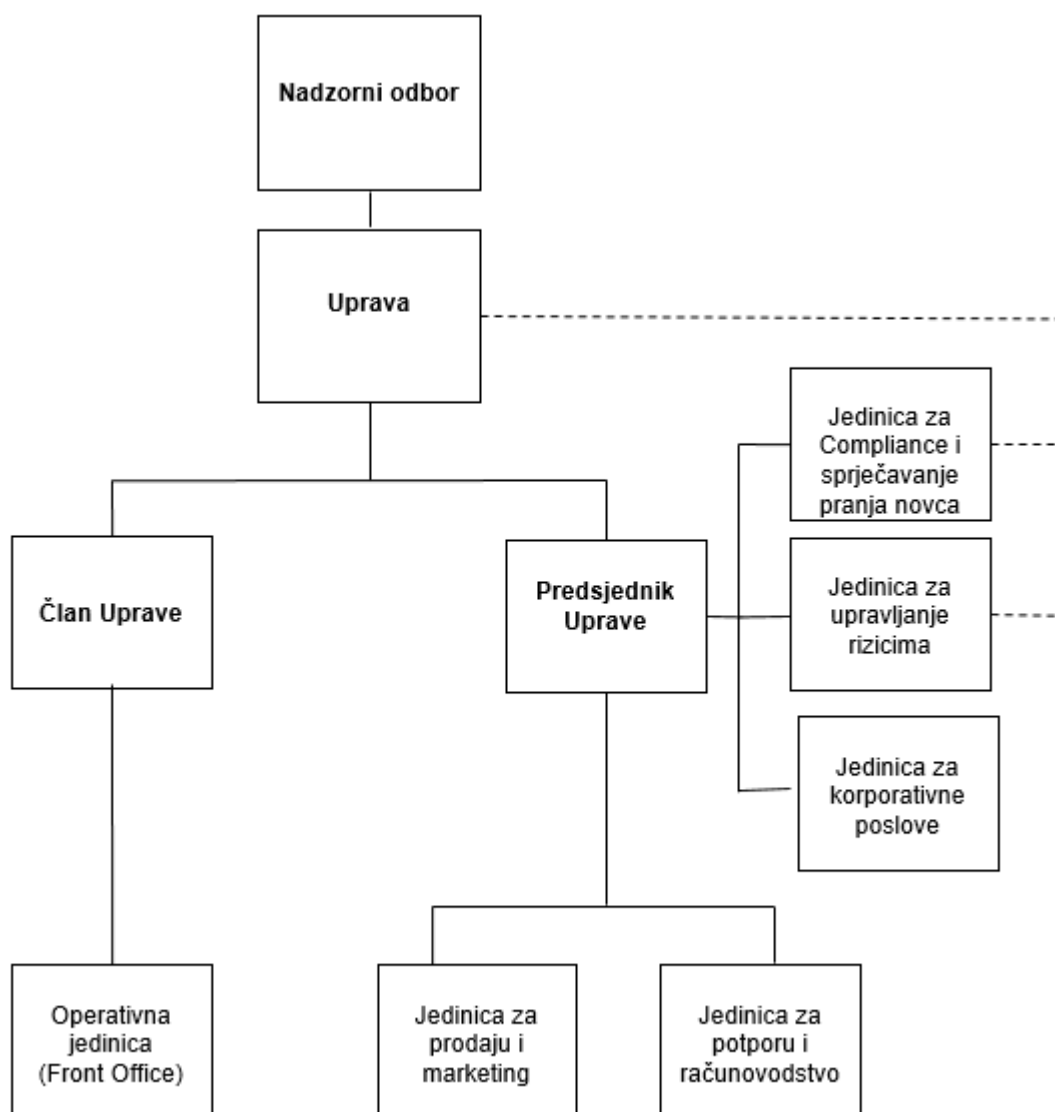 Nadzorni odbor
Uprava
Jedinica za
Compliance i
sprječavanje
pranja novca
Član Uprave
Predsjednik
Uprave
Jedinica za
upravljanje
rizicima
Jedinica za
korporativne
poslove
Operativna
jedinica
(Front Office)
Jedinica za
prodaju i
marketing
Jedinica za
potporu i
računovodstvo